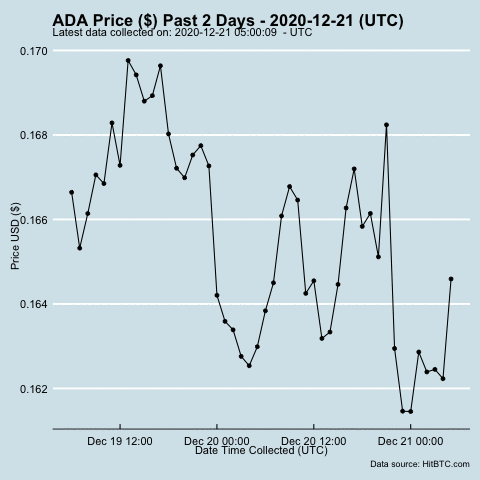 ADA Price ($) Past 2 Days - 2020-12-21 (UTC)
Latest data collected on: 2020-12-21 05:00:09  - UTC
0.170
0.168
0.166
0.164
0.162
Price USD ($)
Dec 19 12:00 Dec 20 00:00 Dec 20 12:00 Dec 21 00:00
Date Time Collected (UTC)
Data source: HitBTC.com